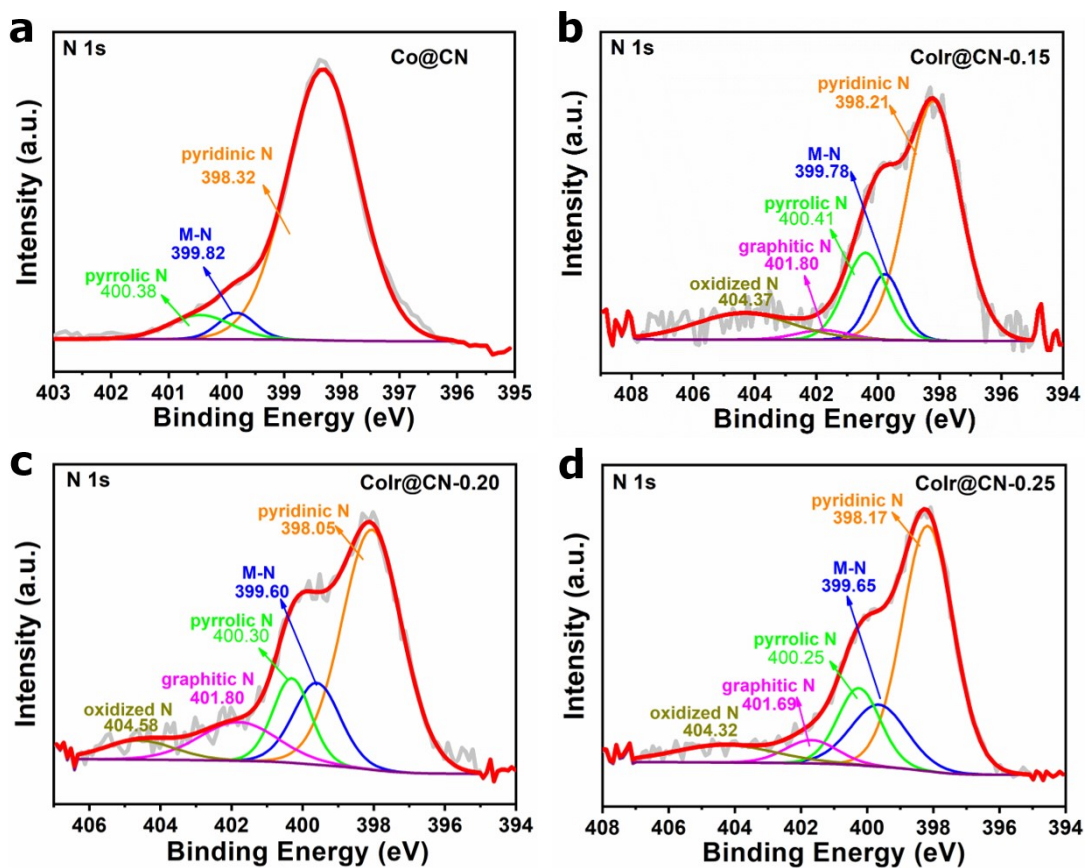 a
N 1s
Co@CN
pyridinic N
398.32
M-N
399.82
pyrrolic N
400.38
Intensity (a.u.)
403 402 401 400 399 398 397 396 395
Binding Energy (eV)
b
N 1s
CoIr@CN-0.15
pyridinic N
398.21
M-N
399.78
pyrrolic N
400.41
graphitic N
401.80
oxidized N
404.37
Intensity (a.u.)
408 406 404 402 400 398 396 394
Binding Energy (eV)
c
N 1s
CoIr@CN-0.20
pyridinic N
398.05
M-N
399.60
pyrrolic N
400.30
graphitic N
401.80
oxidized N
404.58
Intensity (a.u.)
406 404 402 400 398 396 394
Binding Energy (eV)
d
N 1s
CoIr@CN-0.25
pyridinic N
398.17
M-N
399.65
pyrrolic N
400.25
graphitic N
401.69
oxidized N
404.32
Intensity (a.u.)
408 406 404 402 400 398 396 394
Binding Energy (eV)